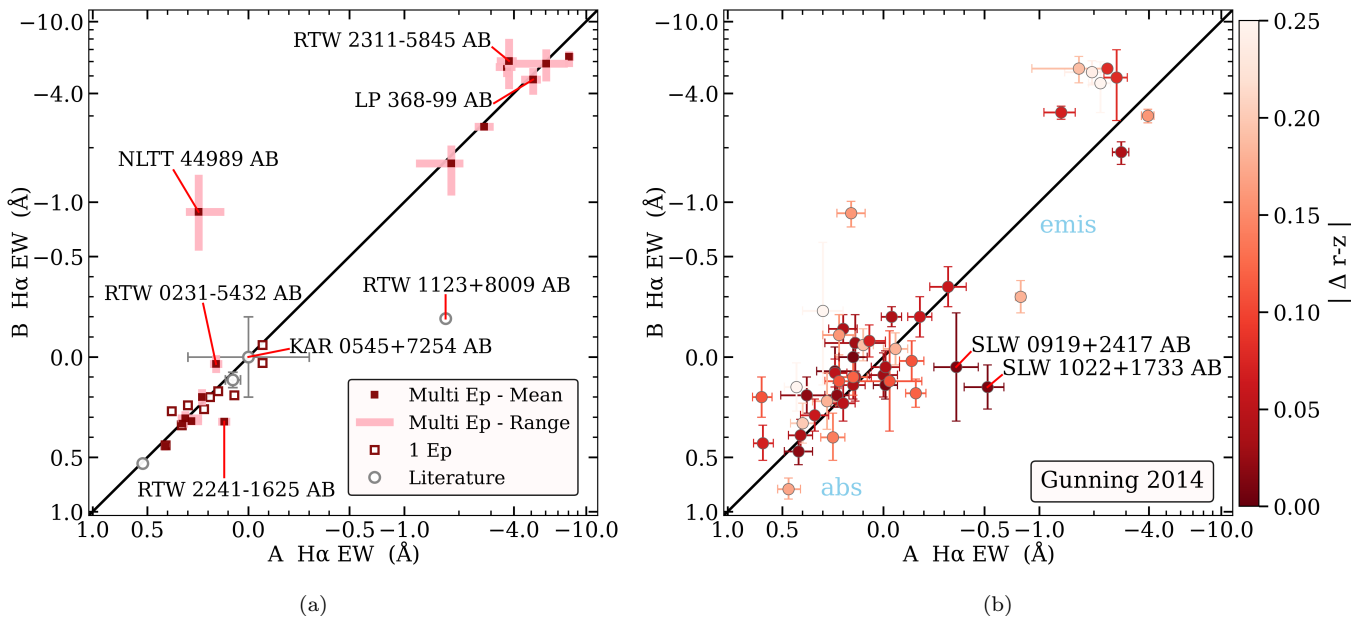 −10.0
−4.0
−1.0
−0.5
0.0
0.5
1.0
B Hα EW (Å)
RTW 2311-5845 AB
LP 368-99 AB
NLTT 44989 AB
RTW 0231-5432 AB
RTW 1123+8009 AB
KAR 0545+7254 AB
RTW 2241-1625 AB
Multi Ep - Mean
Multi Ep - Range
1 Ep
Literature
1.0 0.5 0.0 −0.5 −1.0 −4.0 −10.0
A Hα EW (Å)
(a)
−10.0
−4.0
−1.0
−0.5
0.0
0.5
1.0
B Hα EW (Å)
emis
SLW 0919+2417 AB
SLW 1022+1733 AB
abs
Gunning 2014
1.0 0.5 0.0 −0.5 −1.0 −4.0 −10.0
A Hα EW (Å)
(b)
0.25
0.20
0.15
0.10
0.05
0.00
| Δ r-z |